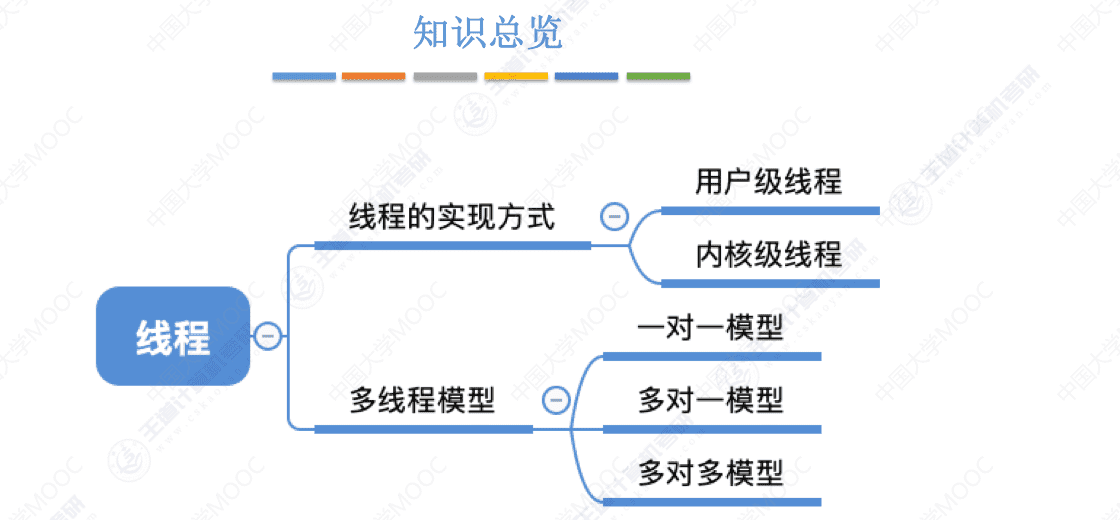 知识总览
线程
线程的实现方式
用户级线程
内核级线程
多线程模型
一对一模型
多对一模型
多对多模型
中国大学MOOC
王道计算机考研
www.cskaoyan.com